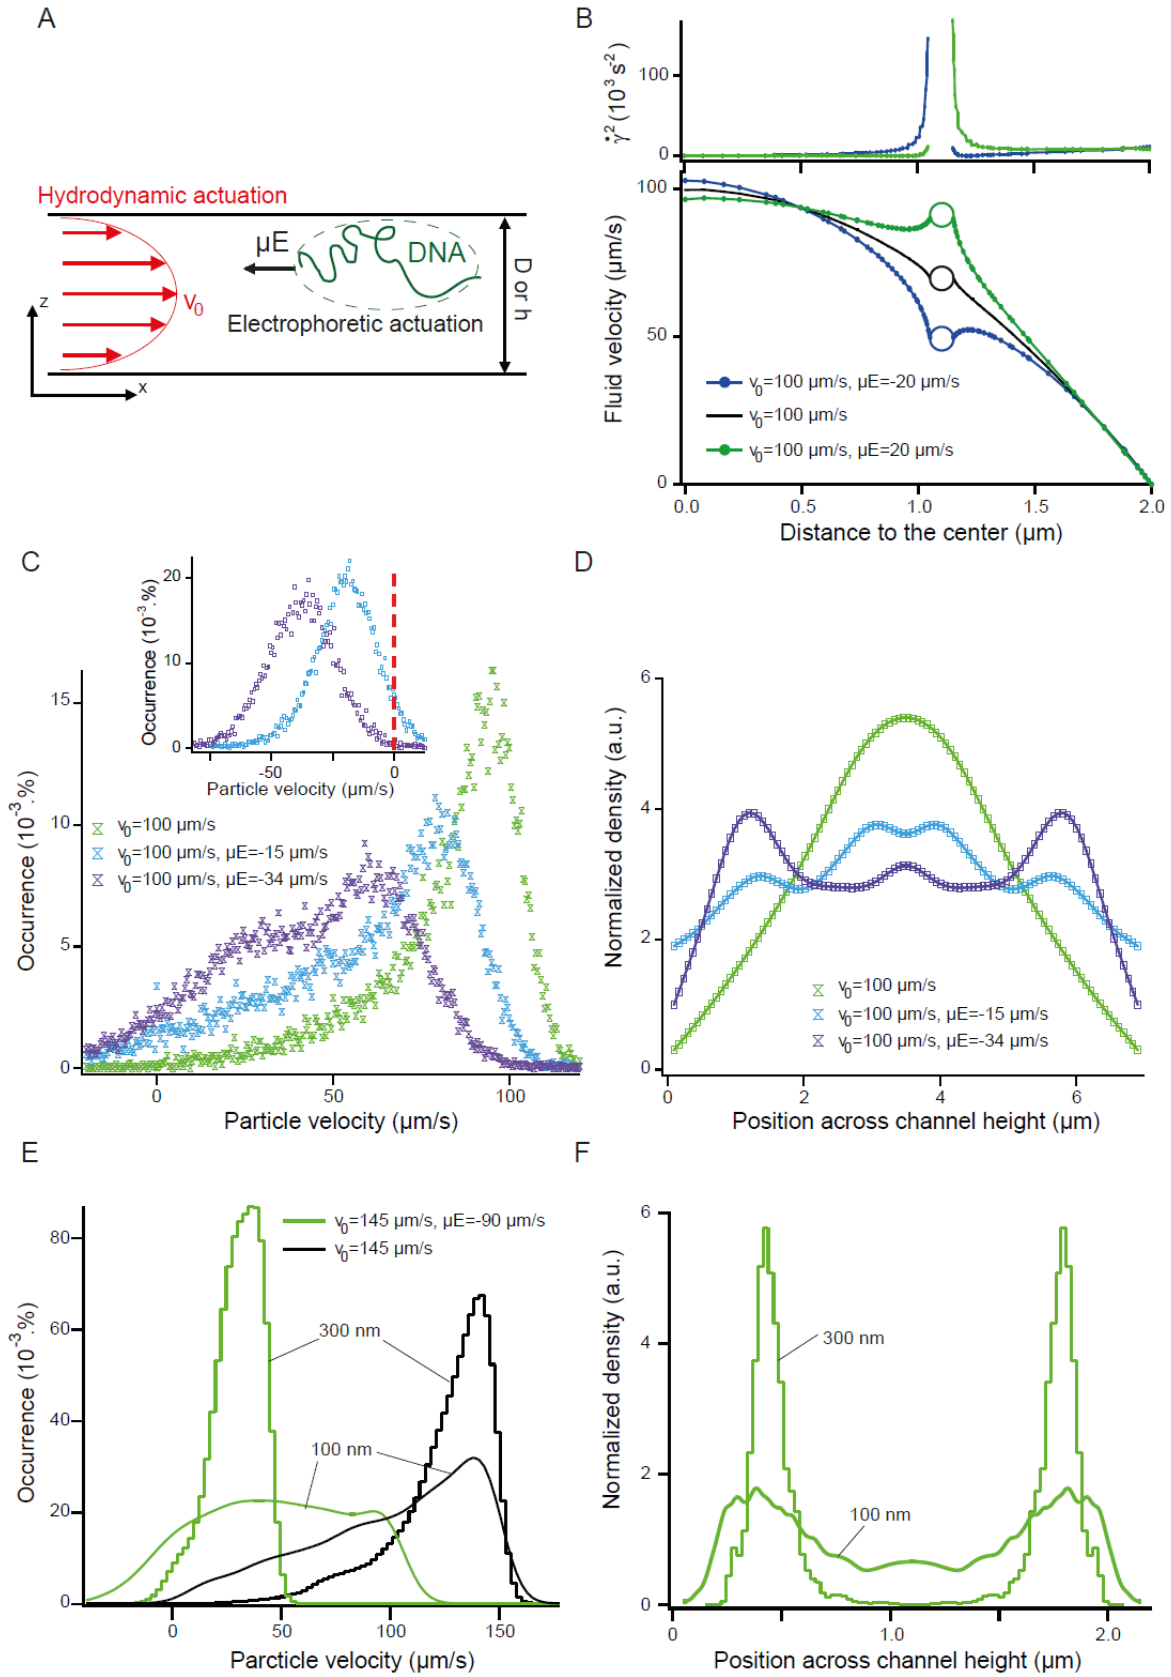 A
Hydrodynamic actuation
µE
DNA
V0
Electrophoretic actuation
D or h
z
x
B
γ̇² (10³ s⁻²)
100
0
Fluid velocity (µm/s)
100
50
0
v0=100 µm/s, µE=-20 µm/s
v0=100 µm/s
v0=100 µm/s, µE=20 µm/s
0.0 0.5 1.0 1.5 2.0
Distance to the center (µm)
C
Occurrence (10⁻³.%)
20
10
0
-50 0
Particle velocity (µm/s)
Occurrence (10⁻³.%)
15
10
5
0
v0=100 µm/s
v0=100 µm/s, µE=-15 µm/s
v0=100 µm/s, µE=-34 µm/s
0 50 100
Particle velocity (µm/s)
D
Normalized density (a.u.)
6
4
2
0
v0=100 µm/s
v0=100 µm/s, µE=-15 µm/s
v0=100 µm/s, µE=-34 µm/s
0 2 4 6
Position across channel height (µm)
E
Occurrence (10⁻³.%)
80
60
40
20
0
v0=145 µm/s, µE=-90 µm/s
v0=145 µm/s
300 nm
100 nm
0 50 100 150
Parcticle velocity (µm/s)
F
Normalized density (a.u.)
6
4
2
0
300 nm
100 nm
0 1.0 2.0
Position across channel height (µm)